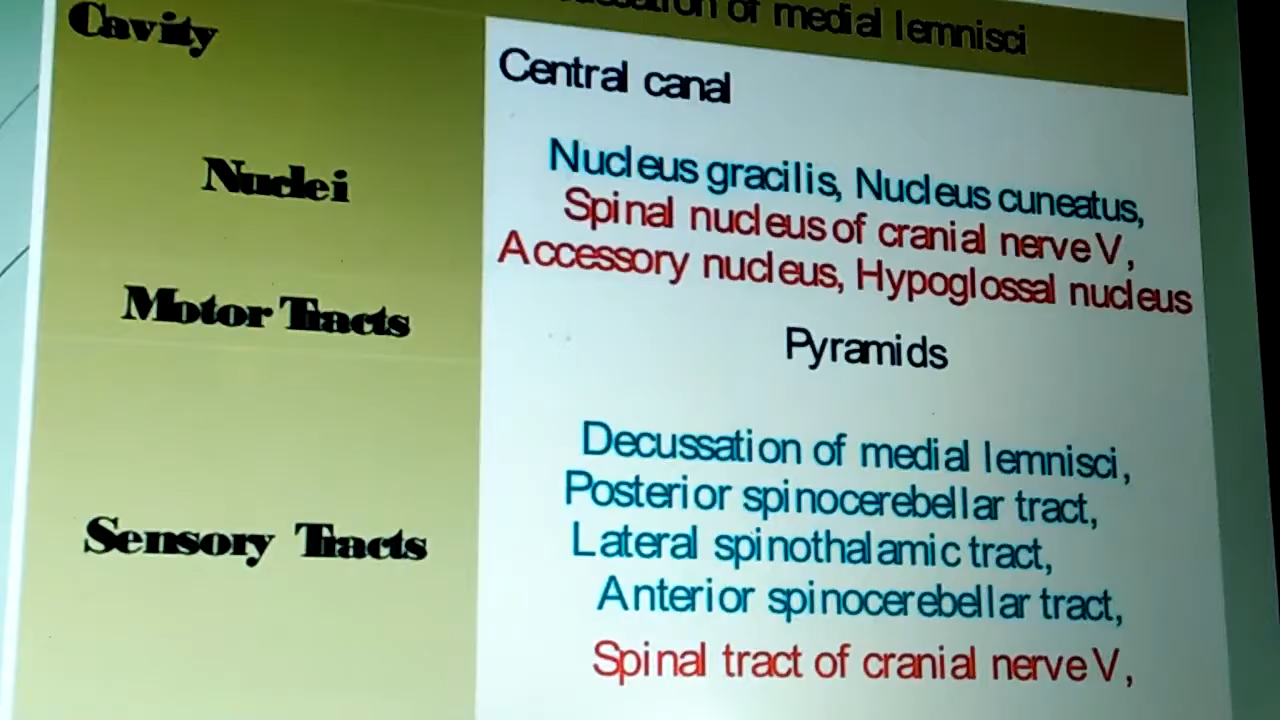 of medial lemnisci
Cavity
Central canal
Nuclei
Nucleus gracilis, Nucleus cuneatus,
Spinal nucleus of cranial nerve V,
Accessory nucleus, Hypoglossal nucleus
Motor Tracts
Pyramids
Sensory Tracts
Decussation of medial lemnisci,
Posterior spinocerebellar tract,
Lateral spinothalamic tract,
Anterior spinocerebellar tract,
Spinal tract of cranial nerve V,